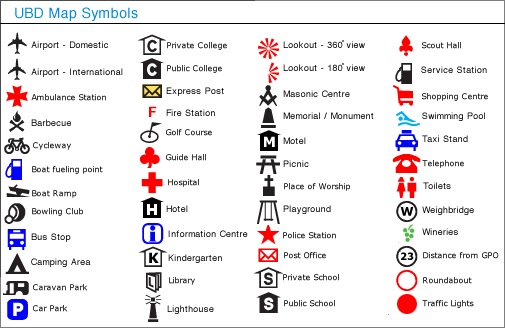 UBD Map Symbols
Airport - Domestic
Airport - International
Ambulance Station
Barbecue
Cycleway
Boat fueling point
Boat Ramp
Bowling Club
Bus Stop
Camping Area
Caravan Park
P Car Park
C Private College
C Public College
Express Post
F Fire Station
Golf Course
Guide Hall
Hospital
H Hotel
i Information Centre
K Kindergarten
L Library
Lighthouse
Lookout - 360° view
Lookout - 180° view
Masonic Centre
Memorial / Monument
M Motel
Picnic
Place of Worship
Playground
Police Station
Post Office
S Private School
S Public School
Scout Hall
Service Station
Shopping Centre
Swimming Pool
Taxi Stand
Telephone
Toilets
W Weighbridge
Wineries
23 Distance from GPO
Roundabout
Traffic Lights